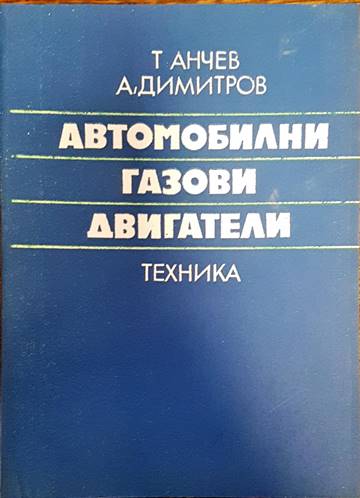 Т АНЧЕВ
А,ДИМИТРОВ
АВТОМОБИЛНИ
ГАЗОВИ
ДВИГАТЕЛИ
ТЕХНИКА